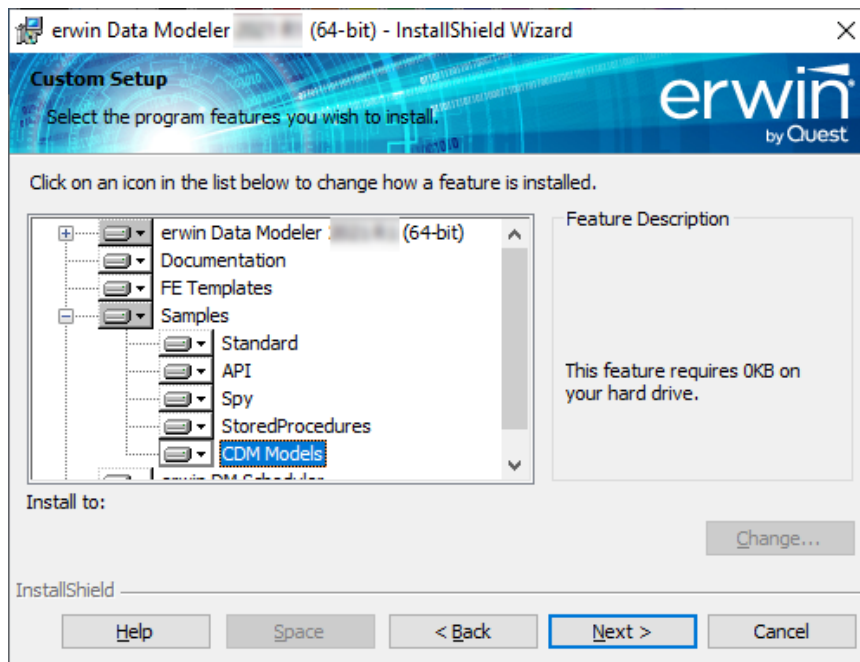 erwin Data Modeler (64-bit) - InstallShield Wizard
Custom Setup
Select the program features you wish to install.
erwin
by Quest
Click on an icon in the list below to change how a feature is installed.
erwin Data Modeler (64-bit)
Documentation
FE Templates
Samples
Standard
API
Spy
StoredProcedures
CDM Models
erwin DM Scheduler
Feature Description
This feature requires 0KB on
your hard drive.
Install to:
Change...
InstallShield
Help
Space
< Back
Next >
Cancel